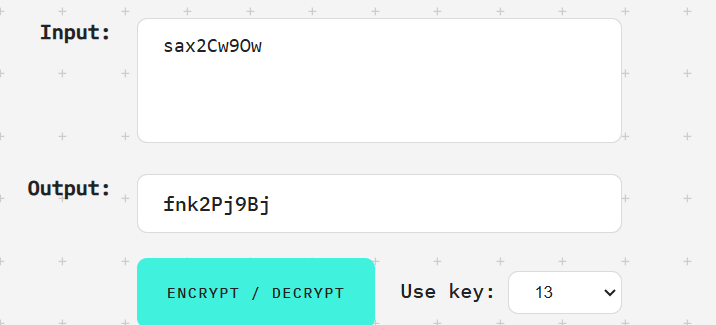 Input:
sax2Cw9Ow
Output:
fnk2Pj9Bj
ENCRYPT / DECRYPT Use key: 13